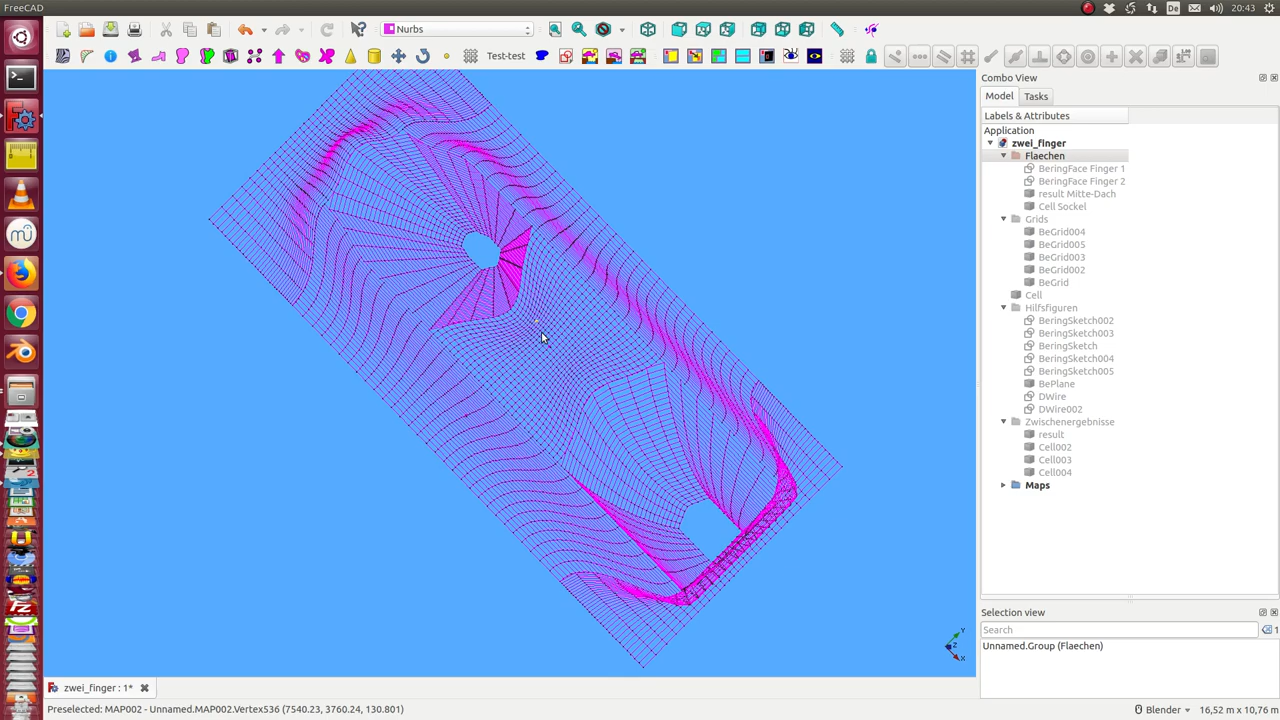 FreeCAD
De
20:43
Nurbs
Test-test
Combo View
Model
Tasks
Labels & Attributes
Application
zwei_finger
Flaechen
BeringFace Finger 1
BeringFace Finger 2
result Mitte-Dach
Cell Sockel
Grids
BeGrid004
BeGrid005
BeGrid003
BeGrid002
BeGrid
Cell
Hilfsfiguren
BeringSketch002
BeringSketch003
BeringSketch
BeringSketch004
BeringSketch005
BePlane
DWire
DWire002
Zwischenergebnisse
result
Cell002
Cell003
Cell004
Maps
Selection view
Search
1
Unnamed.Group (Flaechen)
Y
Z
X
zwei_finger : 1*
Preselected: MAP002 - Unnamed.MAP002.Vertex536 (7540.23, 3760.24, 130.801)
Blender
16,52 m x 10,76 m